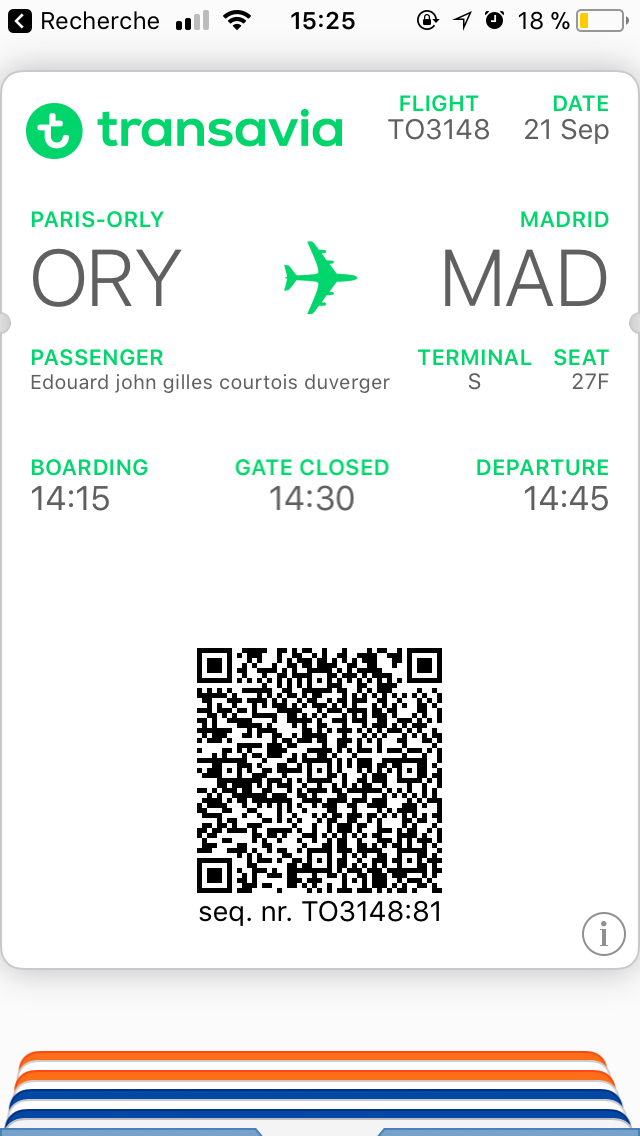 Recherche 15:25 18 %
transavia
FLIGHT DATE
TO3148 21 Sep
PARIS-ORLY MADRID
ORY MAD
PASSENGER TERMINAL SEAT
Edouard john gilles courtois duverger S 27F
BOARDING GATE CLOSED DEPARTURE
14:15 14:30 14:45
seq. nr. TO3148:81